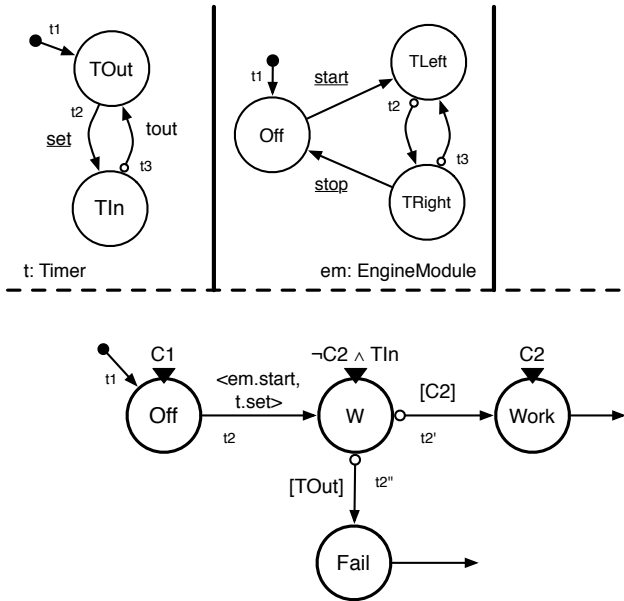 t1
TOut
t2
set
tout
t3
TIn
t: Timer
t1
start
TLeft
t2
Off
t3
stop
TRight
em: EngineModule
t1
C1
Off
<em.start,
t.set>
t2
¬C2 ∧ TIn
W
[C2]
t2'
C2
Work
[TOut]
t2"
Fail